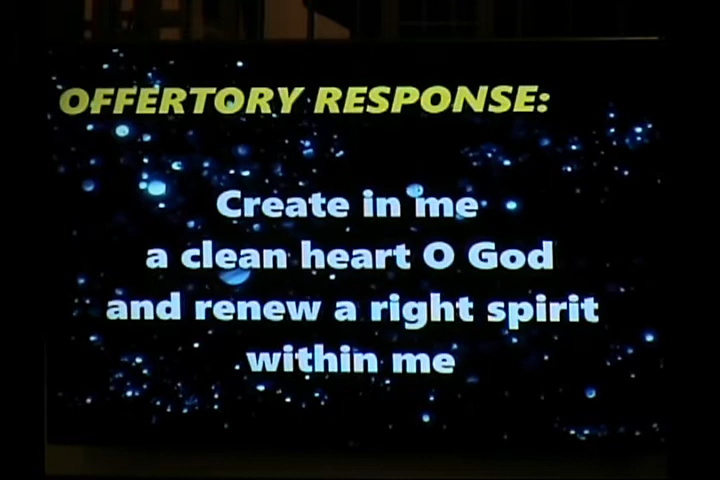 OFFERTORY RESPONSE:
Create in me
a clean heart O God
and renew a right spirit
within me